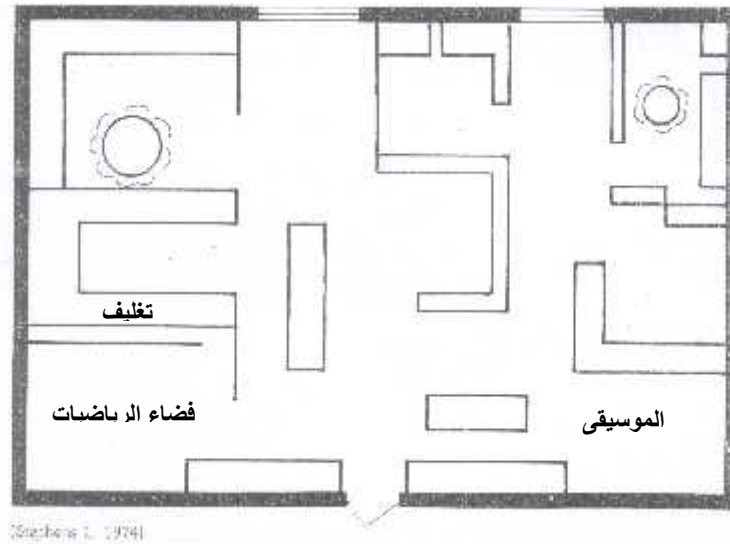 تغليف
فضاء الرياضيات
الموسيقى
[Stephens L. 1974]